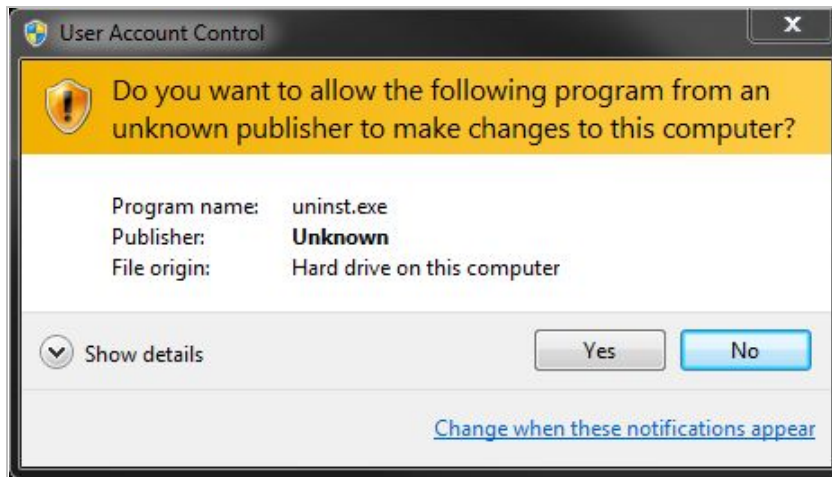 User Account Control
Do you want to allow the following program from an
unknown publisher to make changes to this computer?
Program name: uninst.exe
Publisher: Unknown
File origin: Hard drive on this computer
Show details
Yes No
Change when these notifications appear